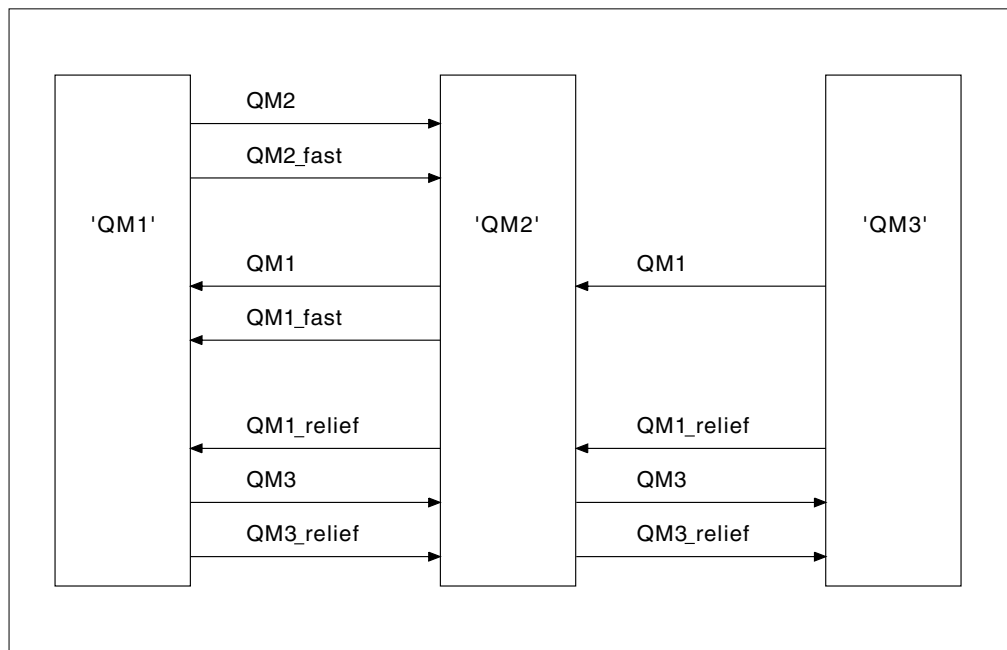 QM2
QM2_fast
'QM1' 'QM2' 'QM3'
QM1 QM1
QM1_fast
QM1_relief QM1_relief
QM3 QM3
QM3_relief QM3_relief